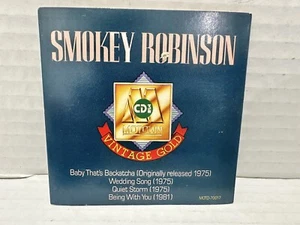 SMOKEY ROBINSON
CD3
VINTAGE GOLD
Baby That's Backatcha (Originally released 1975)
Wedding Song (1975)
Quiet Storm (1975)
Being With You (1981)